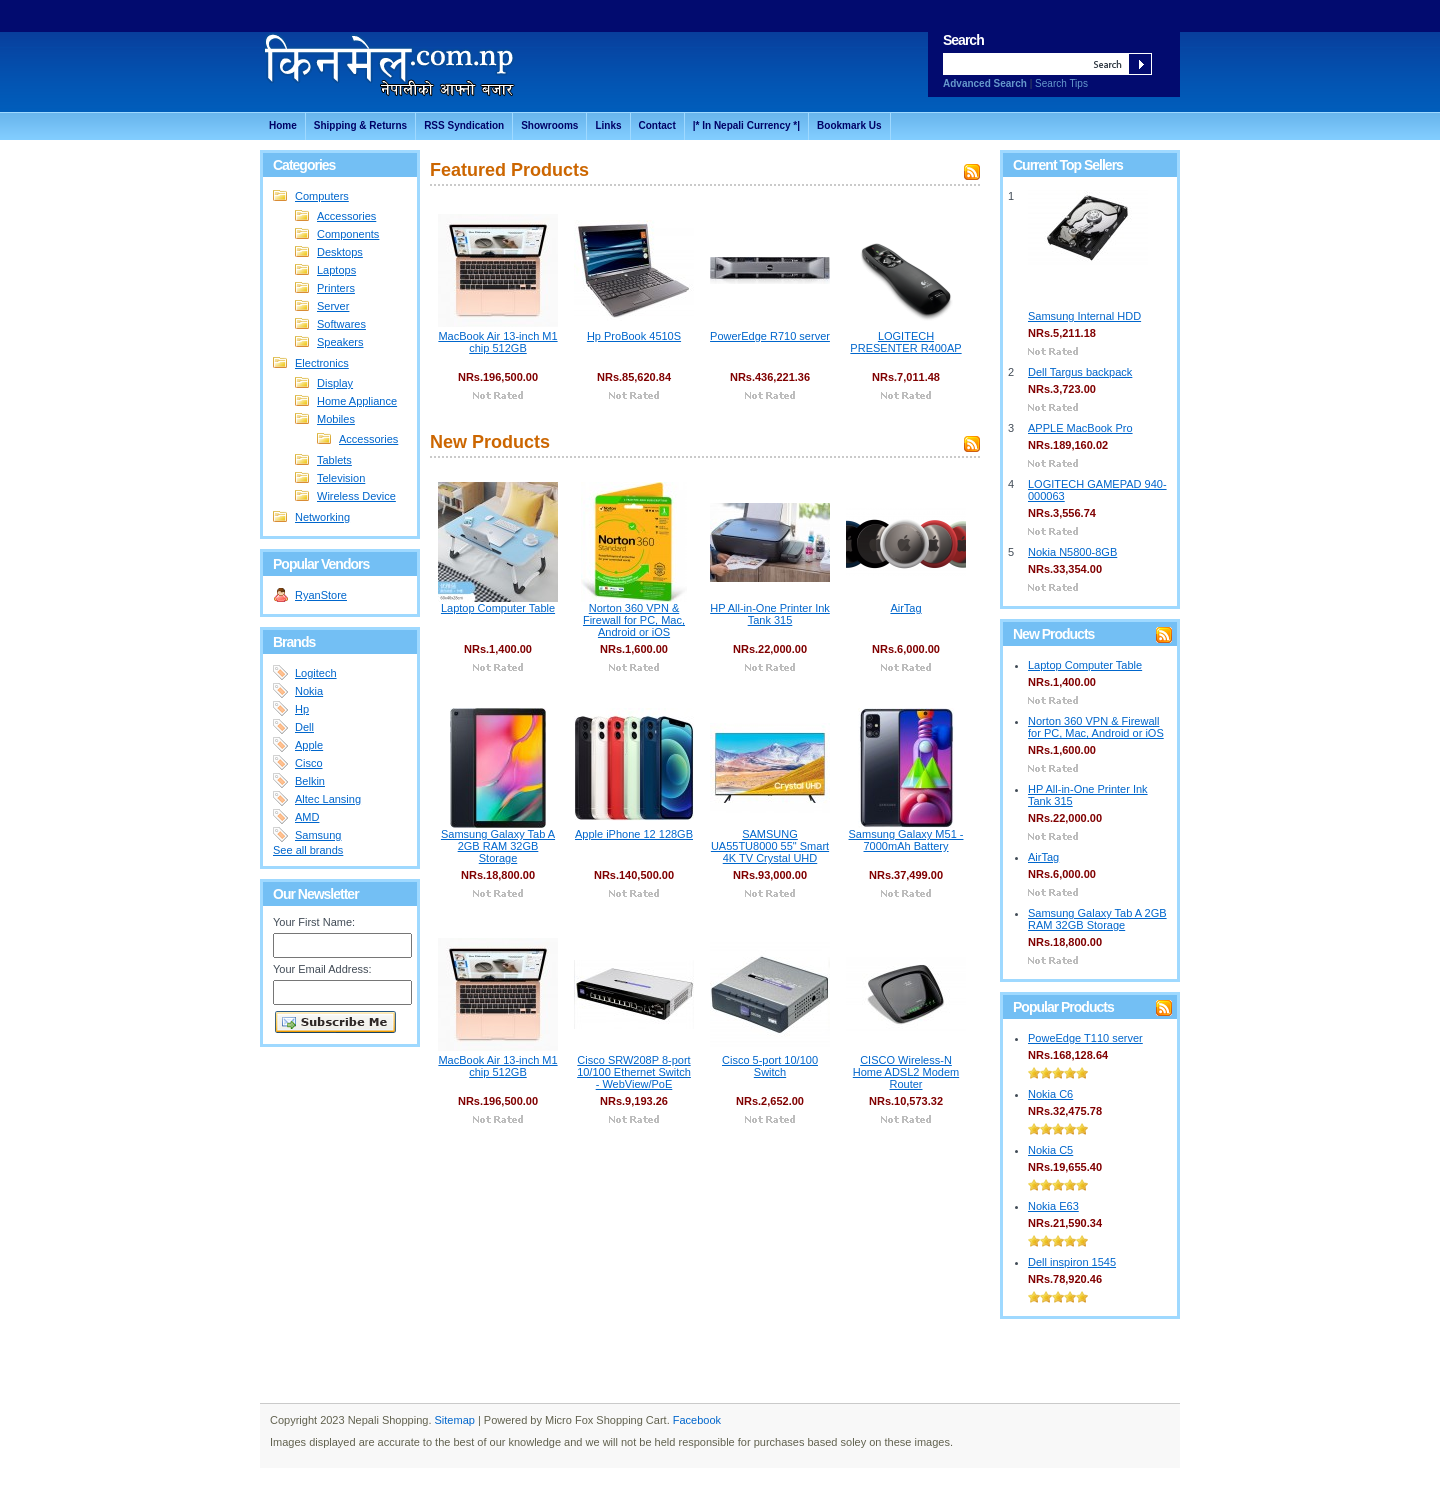 किनमेल.com.np
नेपालीको आफ्नो बजार
Search
Search
Advanced Search | Search Tips
Home
Shipping & Returns
RSS Syndication
Showrooms
Links
Contact
|* In Nepali Currency *|
Bookmark Us
Categories
Computers
Accessories
Components
Desktops
Laptops
Printers
Server
Softwares
Speakers
Electronics
Display
Home Appliance
Mobiles
Accessories
Tablets
Television
Wireless Device
Networking
Popular Vendors
RyanStore
Brands
Logitech
Nokia
Hp
Dell
Apple
Cisco
Belkin
Altec Lansing
AMD
Samsung
See all brands
Our Newsletter
Your First Name:
Your Email Address:
Subscribe Me
Featured Products
MacBook Air 13-inch M1
chip 512GB
NRs.196,500.00
Not Rated
Hp ProBook 4510S
NRs.85,620.84
Not Rated
PowerEdge R710 server
NRs.436,221.36
Not Rated
LOGITECH
PRESENTER R400AP
NRs.7,011.48
Not Rated
New Products
Laptop Computer Table
NRs.1,400.00
Not Rated
Norton 360
Standard
Norton 360 VPN &
Firewall for PC, Mac,
Android or iOS
NRs.1,600.00
Not Rated
HP All-in-One Printer Ink
Tank 315
NRs.22,000.00
Not Rated
AirTag
NRs.6,000.00
Not Rated
Samsung Galaxy Tab A
2GB RAM 32GB
Storage
NRs.18,800.00
Not Rated
Apple iPhone 12 128GB
NRs.140,500.00
Not Rated
Crystal UHD
SAMSUNG
UA55TU8000 55" Smart
4K TV Crystal UHD
NRs.93,000.00
Not Rated
Samsung Galaxy M51 -
7000mAh Battery
NRs.37,499.00
Not Rated
MacBook Air 13-inch M1
chip 512GB
NRs.196,500.00
Not Rated
Cisco SRW208P 8-port
10/100 Ethernet Switch
- WebView/PoE
NRs.9,193.26
Not Rated
Cisco 5-port 10/100
Switch
NRs.2,652.00
Not Rated
CISCO Wireless-N
Home ADSL2 Modem
Router
NRs.10,573.32
Not Rated
Current Top Sellers
1
Samsung Internal HDD
NRs.5,211.18
Not Rated
2 Dell Targus backpack
NRs.3,723.00
Not Rated
3 APPLE MacBook Pro
NRs.189,160.02
Not Rated
4 LOGITECH GAMEPAD 940-
000063
NRs.3,556.74
Not Rated
5 Nokia N5800-8GB
NRs.33,354.00
Not Rated
New Products
Laptop Computer Table
NRs.1,400.00
Not Rated
Norton 360 VPN & Firewall
for PC, Mac, Android or iOS
NRs.1,600.00
Not Rated
HP All-in-One Printer Ink
Tank 315
NRs.22,000.00
Not Rated
AirTag
NRs.6,000.00
Not Rated
Samsung Galaxy Tab A 2GB
RAM 32GB Storage
NRs.18,800.00
Not Rated
Popular Products
PoweEdge T110 server
NRs.168,128.64
Nokia C6
NRs.32,475.78
Nokia C5
NRs.19,655.40
Nokia E63
NRs.21,590.34
Dell inspiron 1545
NRs.78,920.46
Copyright 2023 Nepali Shopping. Sitemap | Powered by Micro Fox Shopping Cart. Facebook
Images displayed are accurate to the best of our knowledge and we will not be held responsible for purchases based soley on these images.